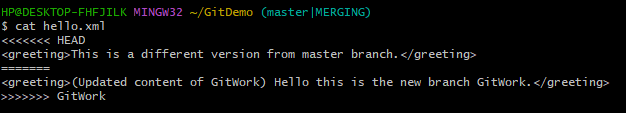 HP@DESKTOP-FHFJILK MINGW32 ~/GitDemo (master|MERGING)
$ cat hello.xml
<<<<<<< HEAD
<greeting>This is a different version from master branch.</greeting>
=======
<greeting>(Updated content of GitWork) Hello this is the new branch GitWork.</greeting>
>>>>>>> GitWork